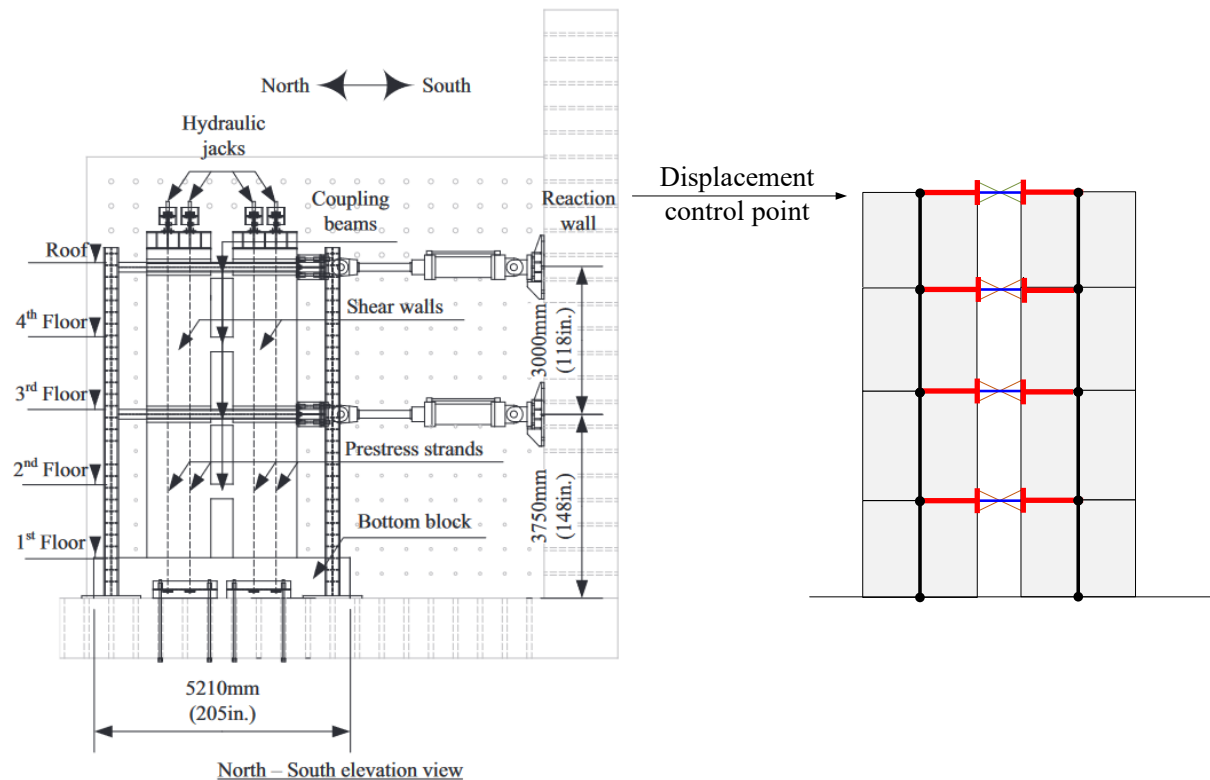 North
South
Hydraulic
jacks
Coupling
beams
Reaction
wall
Displacement
control point
Roof
4th Floor
Shear walls
3rd Floor
3000mm
(118in.)
2nd Floor
Prestress strands
1st Floor
Bottom block
3750mm
(148in.)
5210mm
(205in.)
North – South elevation view